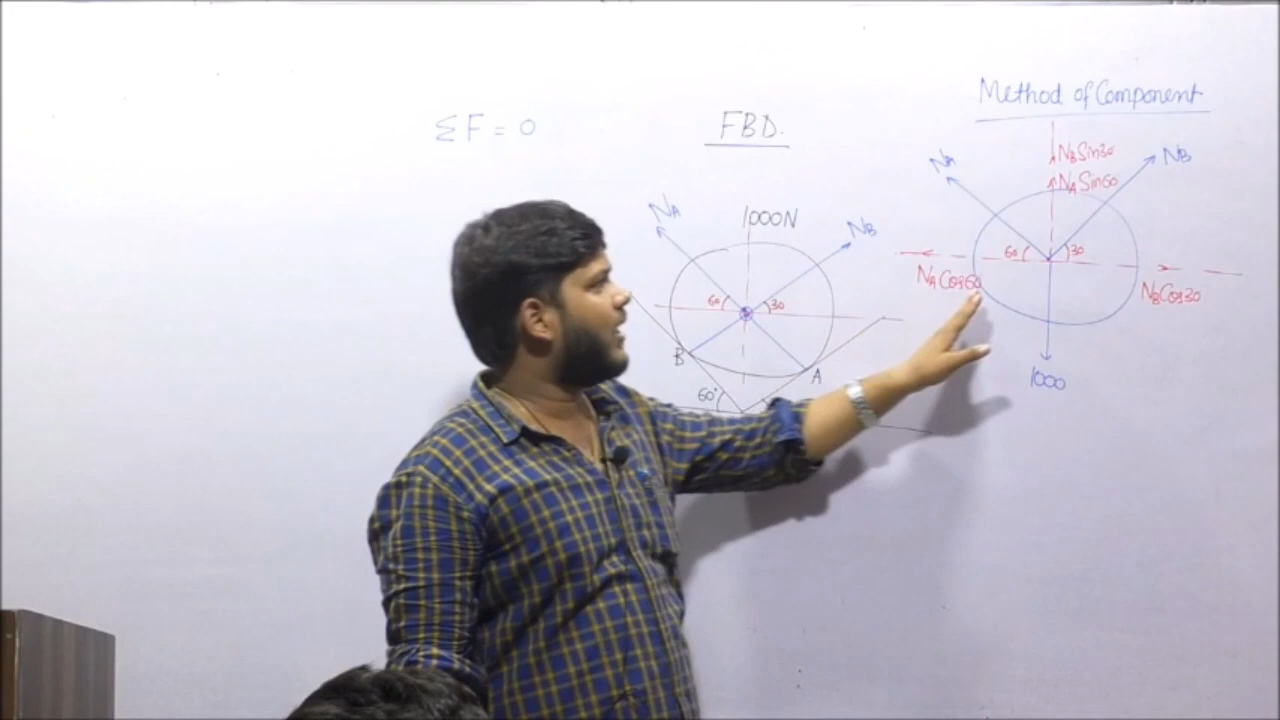 Method of Component
ΣF = 0
FBD.
NA
1000N
NB
60
30
B
A
60°
NA
NB Sin30
NA Sin60
NB
60
30
NA Cos60
NB Cos30
1000